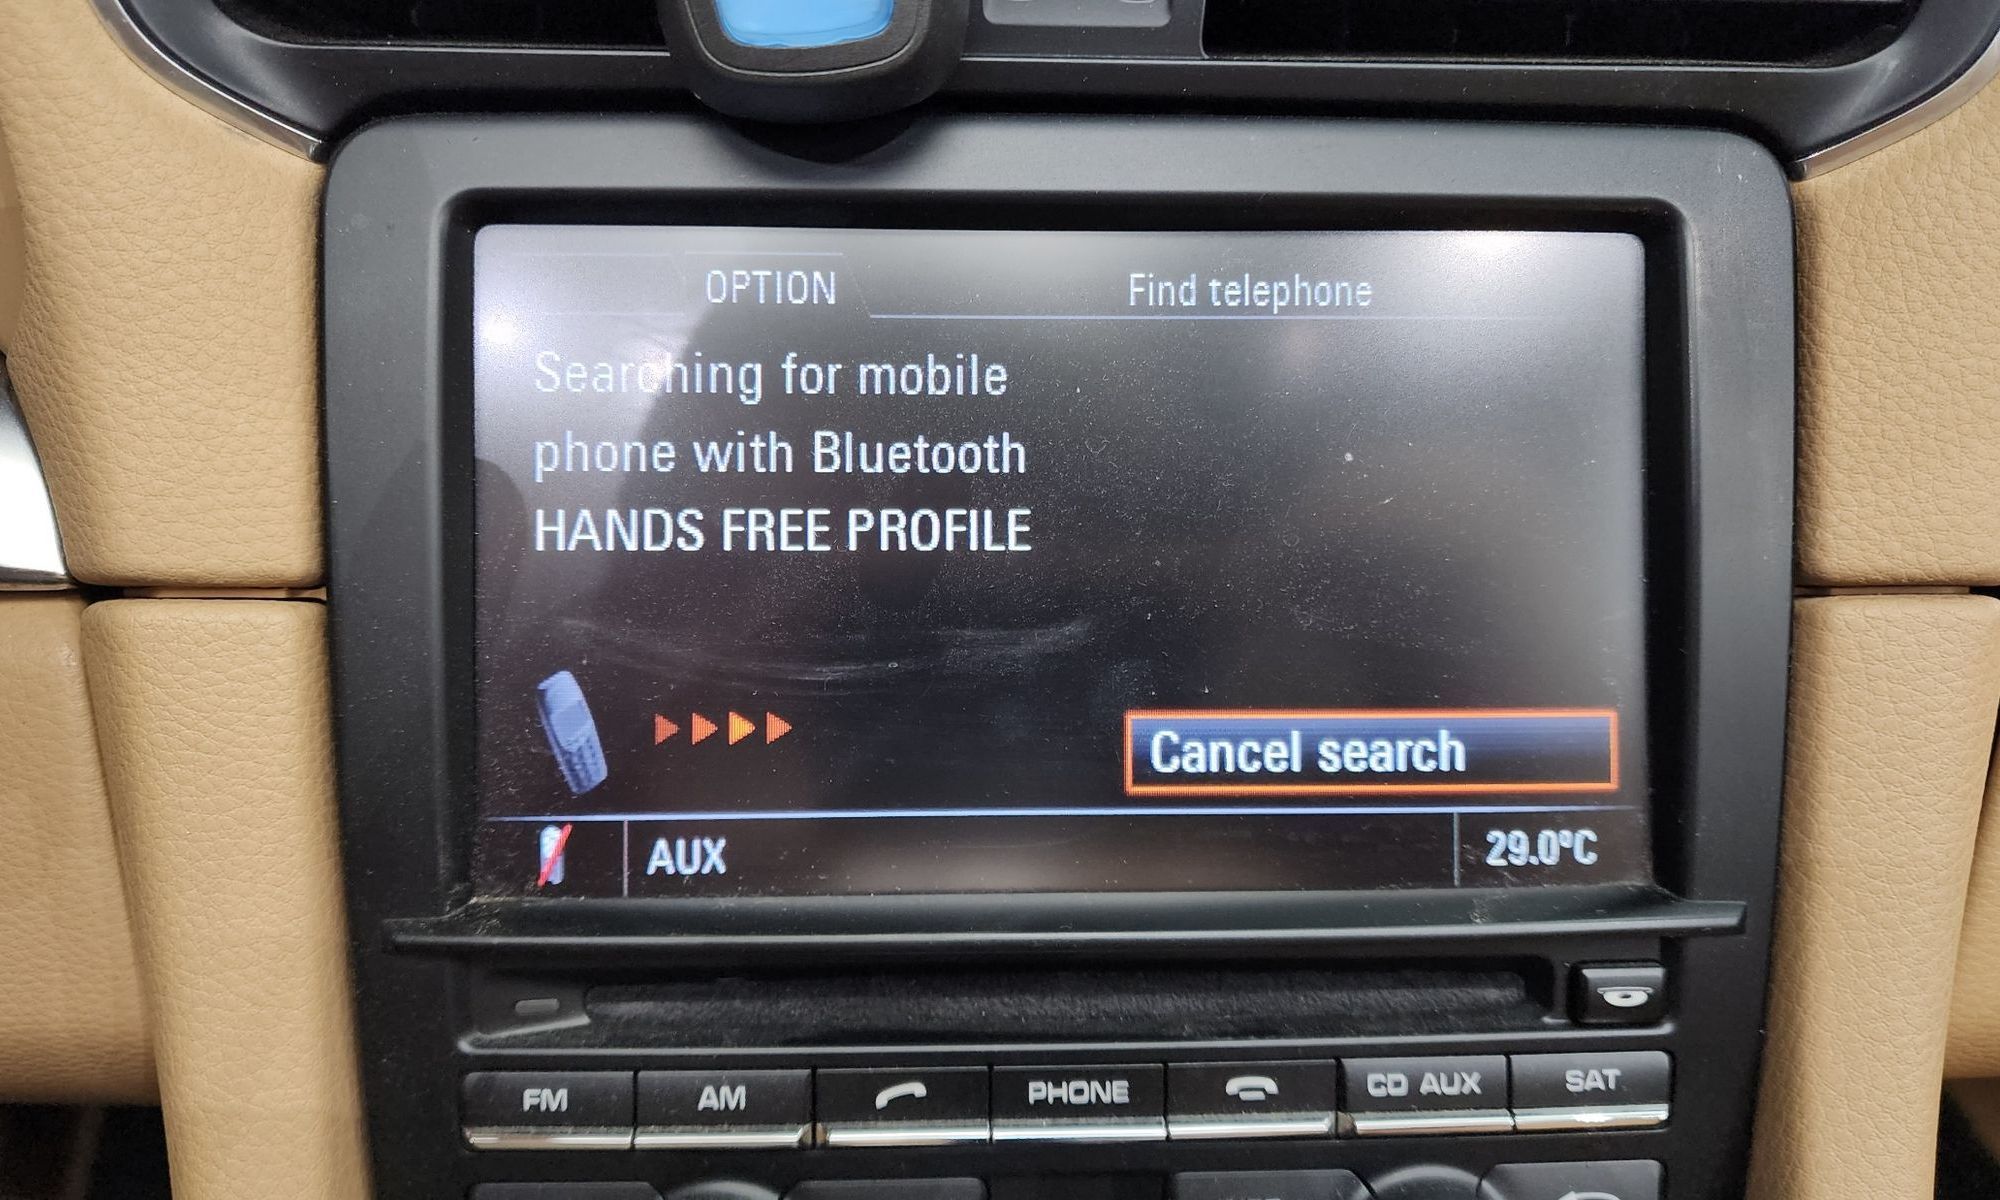 OPTION
Find telephone
Searching for mobile
phone with Bluetooth
HANDS FREE PROFILE
Cancel search
AUX
29.0°C
FM
AM
PHONE
CD AUX
SAT